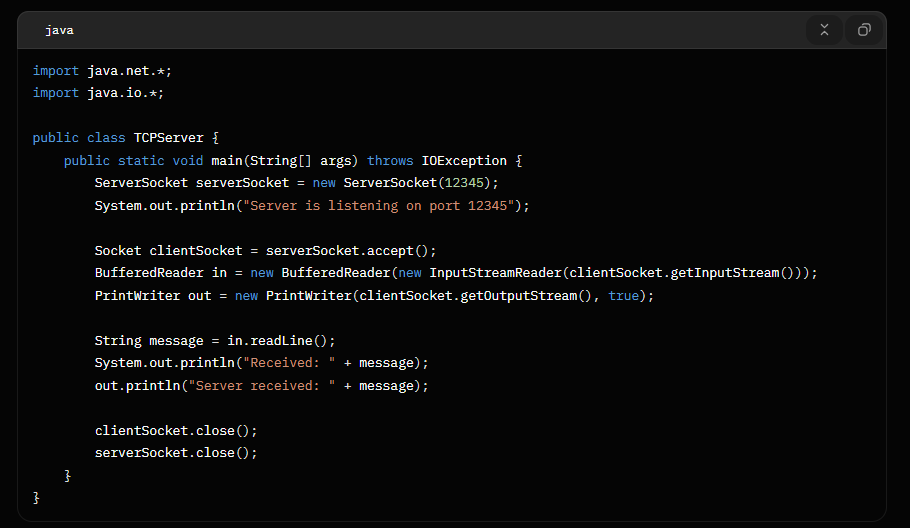 java
import java.net.*;
import java.io.*;
public class TCPServer {
    public static void main(String[] args) throws IOException {
        ServerSocket serverSocket = new ServerSocket(12345);
        System.out.println("Server is listening on port 12345");
        Socket clientSocket = serverSocket.accept();
        BufferedReader in = new BufferedReader(new InputStreamReader(clientSocket.getInputStream()));
        PrintWriter out = new PrintWriter(clientSocket.getOutputStream(), true);
        String message = in.readLine();
        System.out.println("Received: " + message);
        out.println("Server received: " + message);
        clientSocket.close();
        serverSocket.close();
    }
}